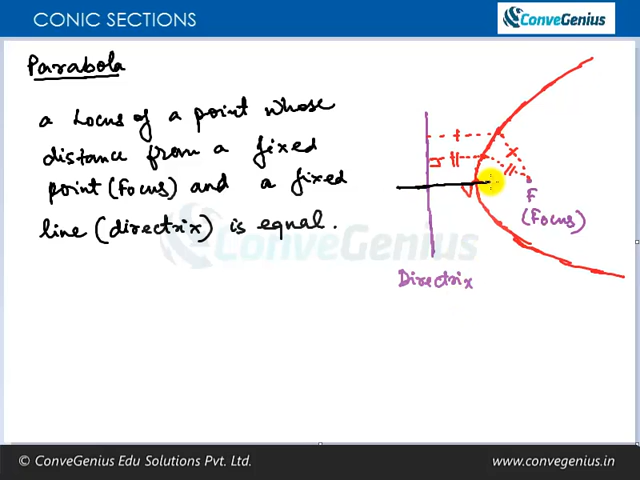 CONIC SECTIONS
ConveGenius
Parabola
a Locus of a point whose
distance from a fixed
point (Focus) and a fixed
line (directrix) is equal.
V
F
(Focus)
Directrix
ConveGenius
© ConveGenius Edu Solutions Pvt. Ltd.
www.convegenius.in